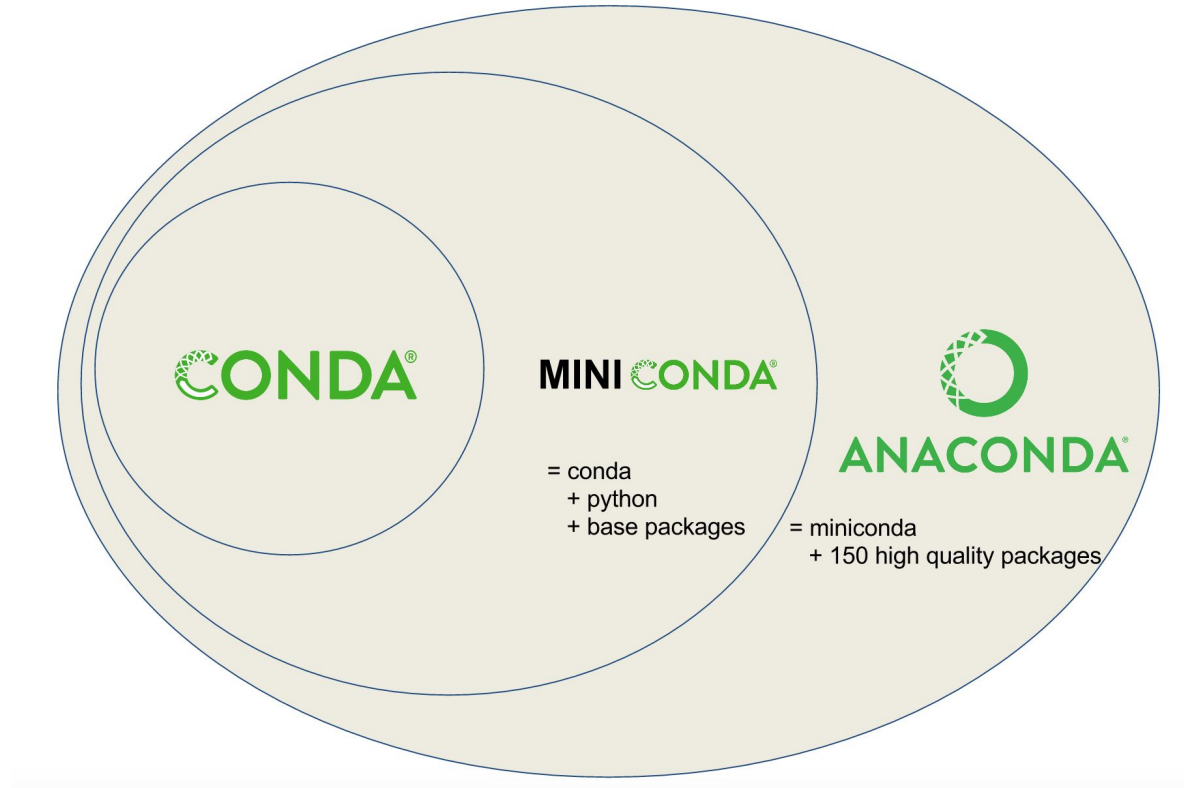 CONDA®
MINI CONDA®
= conda
+ python
+ base packages
ANACONDA®
= miniconda
+ 150 high quality packages